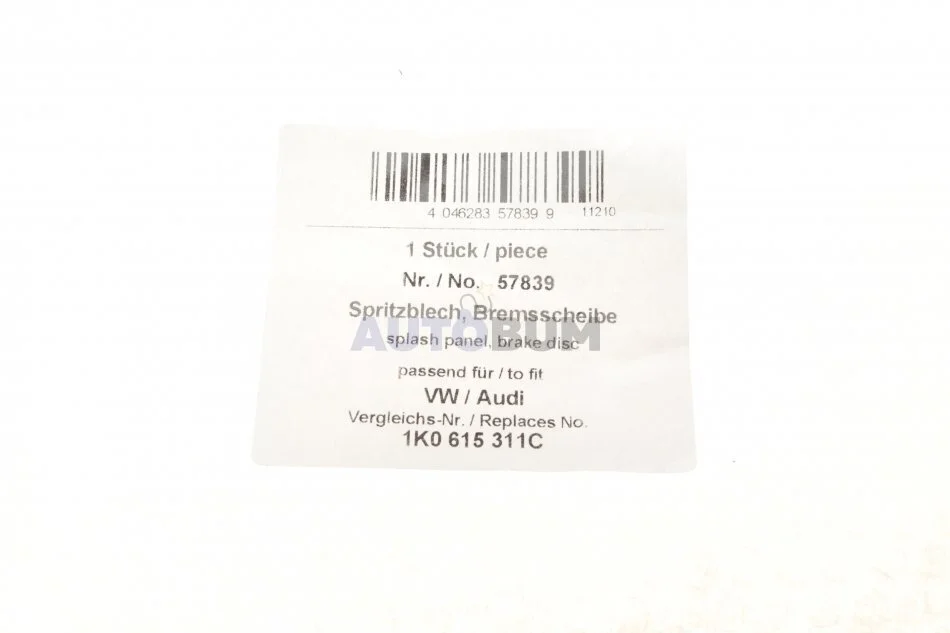 4 046283 57839 9 11210
1 Stück / piece
Nr. / No. 57839
Spritzblech, Bremsscheibe
AUTOBUM
splash panel, brake disc
passend für / to fit
VW / Audi
Vergleichs-Nr. / Replaces No.
1K0 615 311C